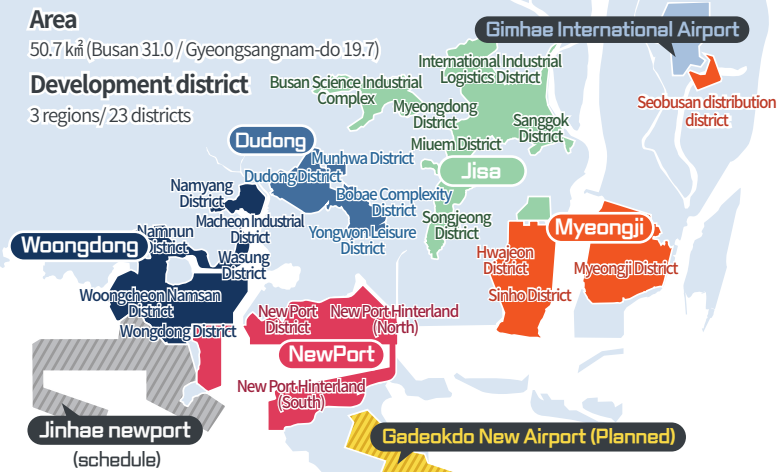 Area
50.7 ㎢ (Busan 31.0 / Gyeongsangnam-do 19.7)
Development district
3 regions/ 23 districts
Gimhae International Airport
Seobusan distribution
district
International Industrial
Logistics District
Busan Science Industrial
Complex
Myeongdong
District
Sanggok
District
Miuem District
Jisa
Songjeong
District
Dudong
Munhwa District
Dudong District
Bobae Complexity
District
Yongwon Leisure
District
Namyang
District
Macheon Industrial
District
Woongdong
Namnun
District
Wasung
District
Woongcheon Namsan
District
Wongdong District
Myeongji
Hwajeon
District
Myeongji District
Sinho District
New Port
District
New Port Hinterland
(North)
NewPort
New Port Hinterland
(South)
Jinhae newport
(schedule)
Gadeokdo New Airport (Planned)